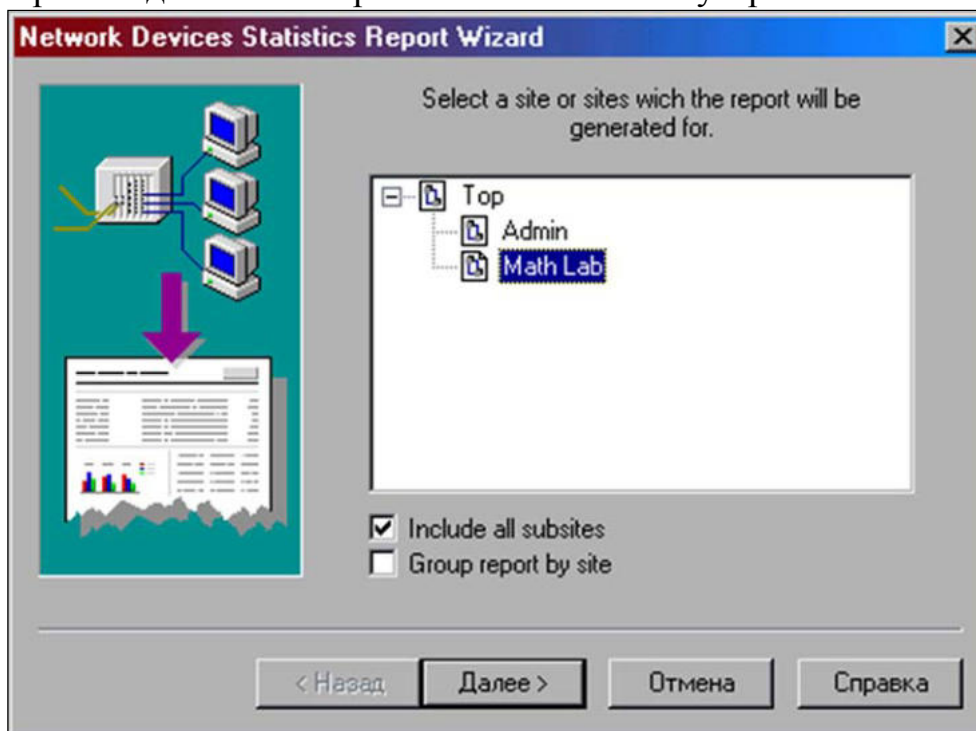 Network Devices Statistics Report Wizard
Select a site or sites wich the report will be
generated for.
Top
Admin
Math Lab
Include all subsites
Group report by site
< Назад
Далее >
Отмена
Справка